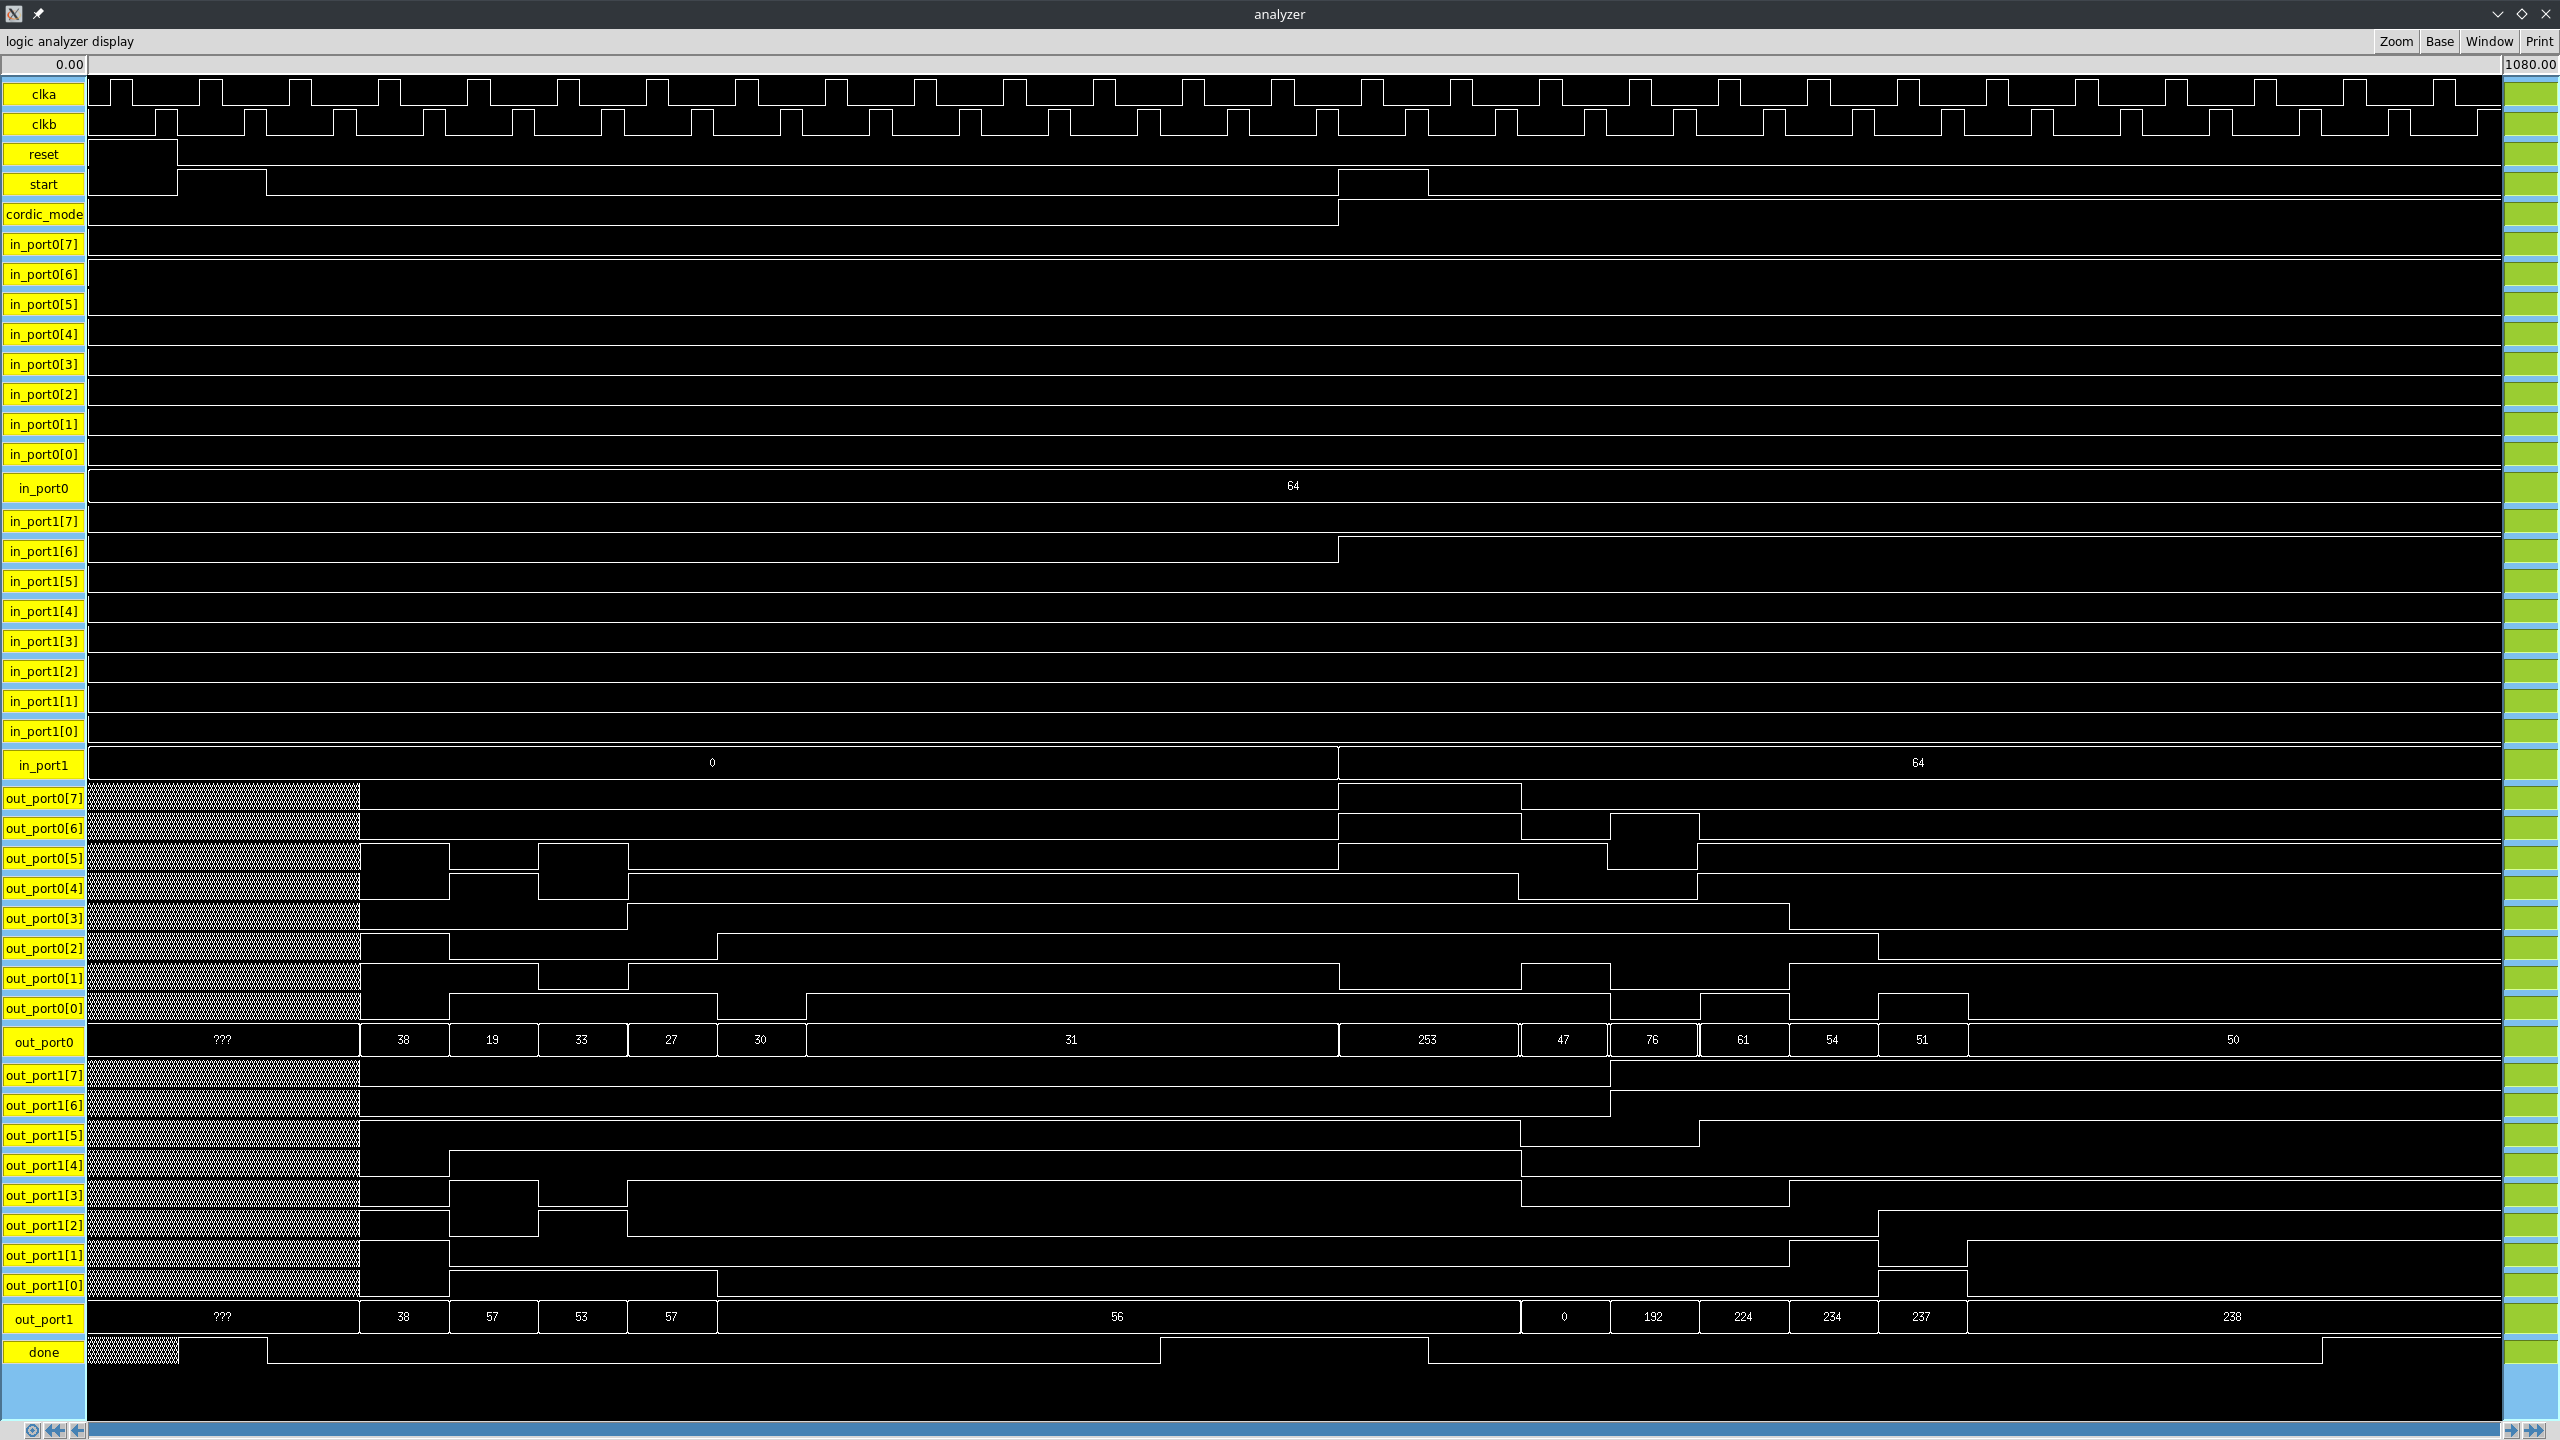 analyzer
logic analyzer display
Zoom Base Window Print
0.00 1080.00
clka
clkb
reset
start
cordic_mode
in_port0[7]
in_port0[6]
in_port0[5]
in_port0[4]
in_port0[3]
in_port0[2]
in_port0[1]
in_port0[0]
in_port0 64
in_port1[7]
in_port1[6]
in_port1[5]
in_port1[4]
in_port1[3]
in_port1[2]
in_port1[1]
in_port1[0]
in_port1 0 64
out_port0[7]
out_port0[6]
out_port0[5]
out_port0[4]
out_port0[3]
out_port0[2]
out_port0[1]
out_port0[0]
out_port0 ??? 38 19 33 27 30 31 253 47 76 61 54 51 50
out_port1[7]
out_port1[6]
out_port1[5]
out_port1[4]
out_port1[3]
out_port1[2]
out_port1[1]
out_port1[0]
out_port1 ??? 38 57 53 57 56 0 192 224 234 237 238
done